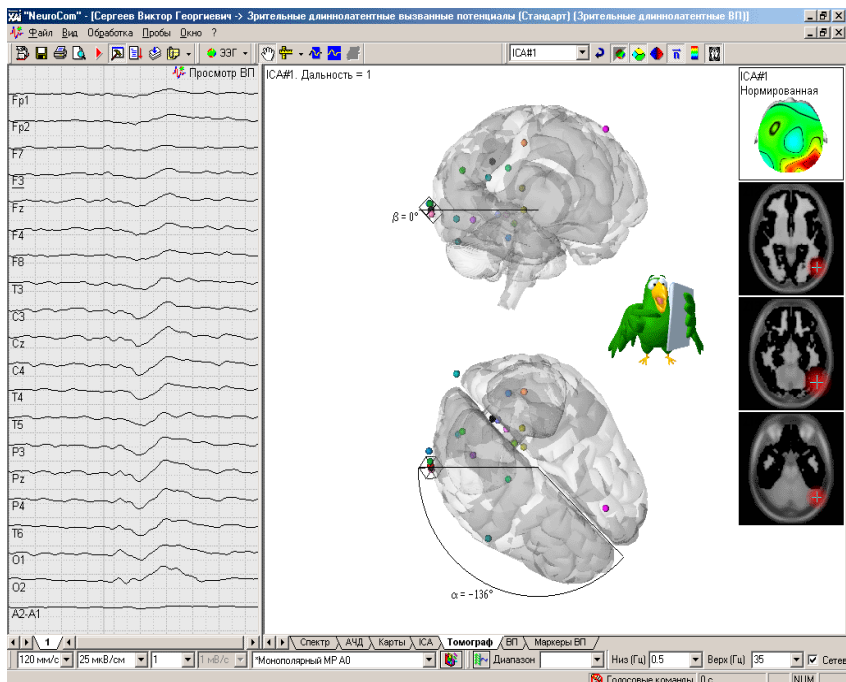 "NeuroCom" - [Сергеев Виктор Георгиевич -> Зрительные длиннолатентные вызванные потенциалы (Стандарт) (Зрительные длиннолатентные ВП)]
Файл Вид Обработка Пробы Окно ?
ЭЭГ
ICA#1
Просмотр ВП
Fp1
Fp2
F7
F3
Fz
F4
F8
T3
C3
Cz
C4
T4
T5
P3
Pz
P4
T6
O1
O2
A2-A1
ICA#1. Дальность = 1
β = 0°
α = -136°
ICA#1
Нормированная
1
Спектр АЧД Карты ICA Томограф ВП Маркеры ВП
120 мм/с 25 мкВ/см 1 1 мВ/с *Монополярный МР А0 Диапазон Низ (Гц) 0.5 Верх (Гц) 35 Сетев
Голосовые команды 0 с NUM